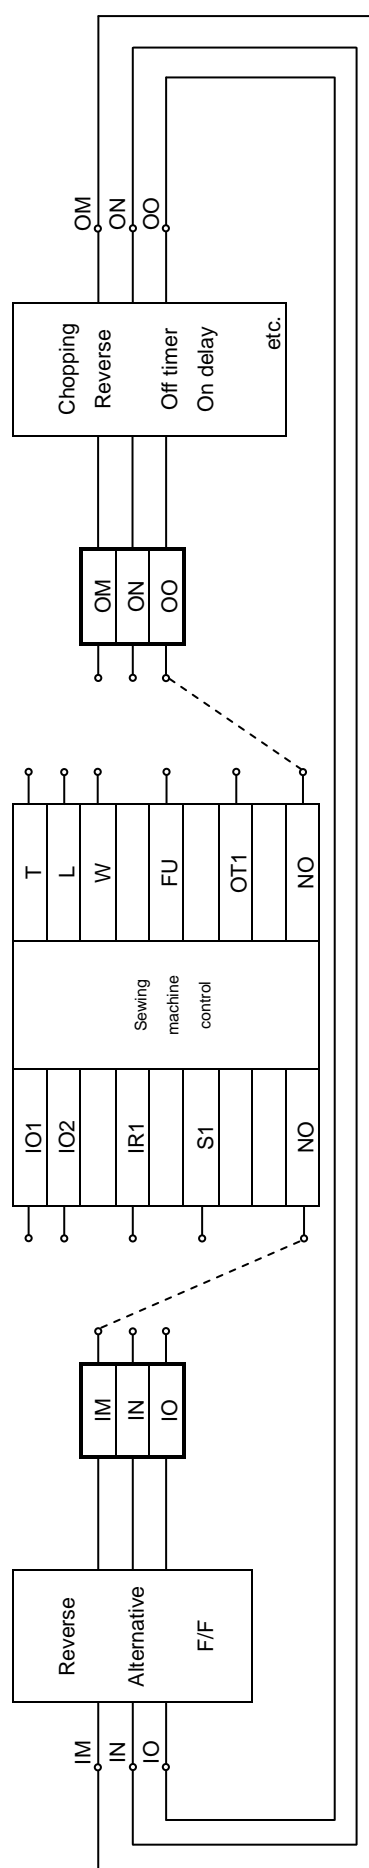 IM
IN
IO
Reverse
Alternative
F/F
IM
IN
IO
IO1
IO2
IR1
S1
NO
Sewing
machine
control
T
L
W
FU
OT1
NO
OM
ON
OO
Chopping
Reverse
Off timer
On delay
etc.
OM
ON
OO